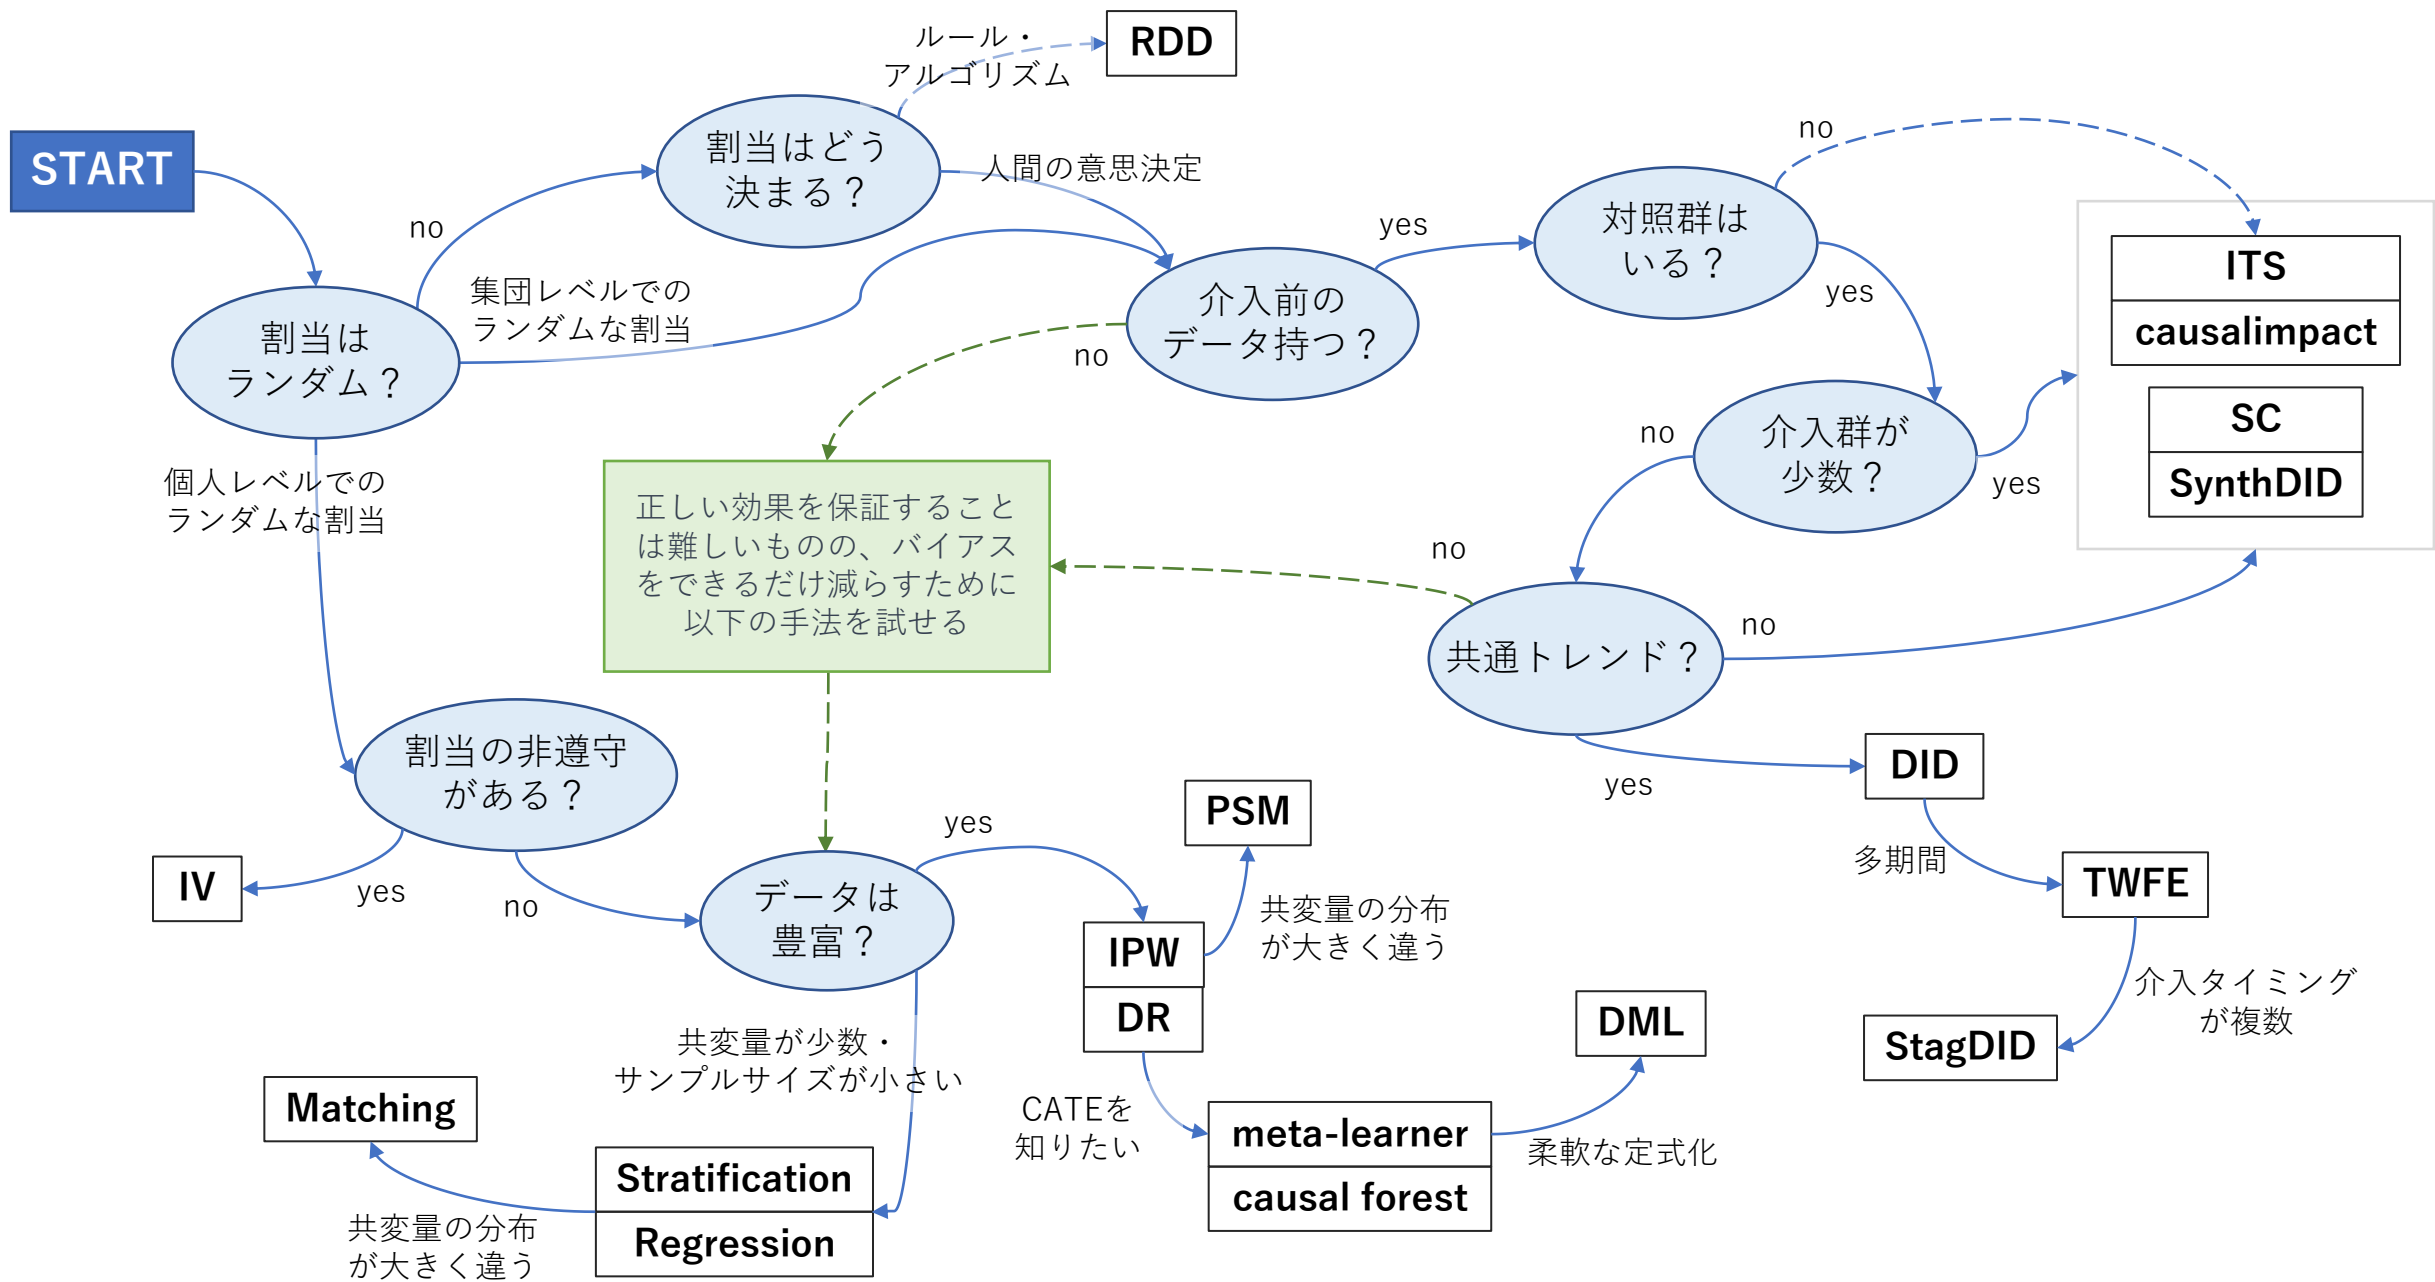 START
ルール・
アルゴリズム
RDD
割当はどう
決まる？
人間の意思決定
no
割当は
ランダム？
集団レベルでの
ランダムな割当
個人レベルでの
ランダムな割当
介入前の
データ持つ？
yes
no
対照群は
いる？
no
yes
ITS
causalimpact
SC
SynthDID
介入群が
少数？
yes
no
共通トレンド？
no
no
yes
正しい効果を保証すること
は難しいものの、バイアス
をできるだけ減らすために
以下の手法を試せる
割当の非遵守
がある？
yes
no
IV
データは
豊富？
yes
共変量が少数・
サンプルサイズが小さい
PSM
共変量の分布
が大きく違う
IPW
DR
CATEを
知りたい
meta-learner
causal forest
柔軟な定式化
DML
DID
多期間
TWFE
介入タイミング
が複数
StagDID
Matching
共変量の分布
が大きく違う
Stratification
Regression